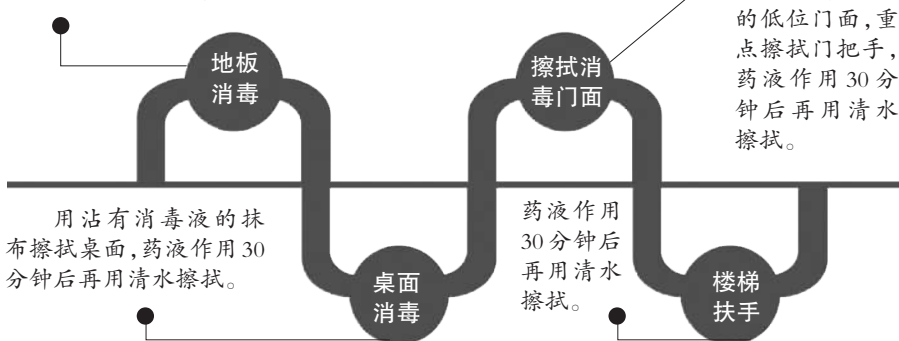 地板
消毒
擦拭消
毒门面
的低位门面,重
点擦拭门把手,
药液作用30分
钟后再用清水
擦拭。
用沾有消毒液的抹
布擦拭桌面,药液作用30
分钟后再用清水擦拭。
桌面
消毒
药液作用
30分钟后
再用清水
擦拭。
楼梯
扶手